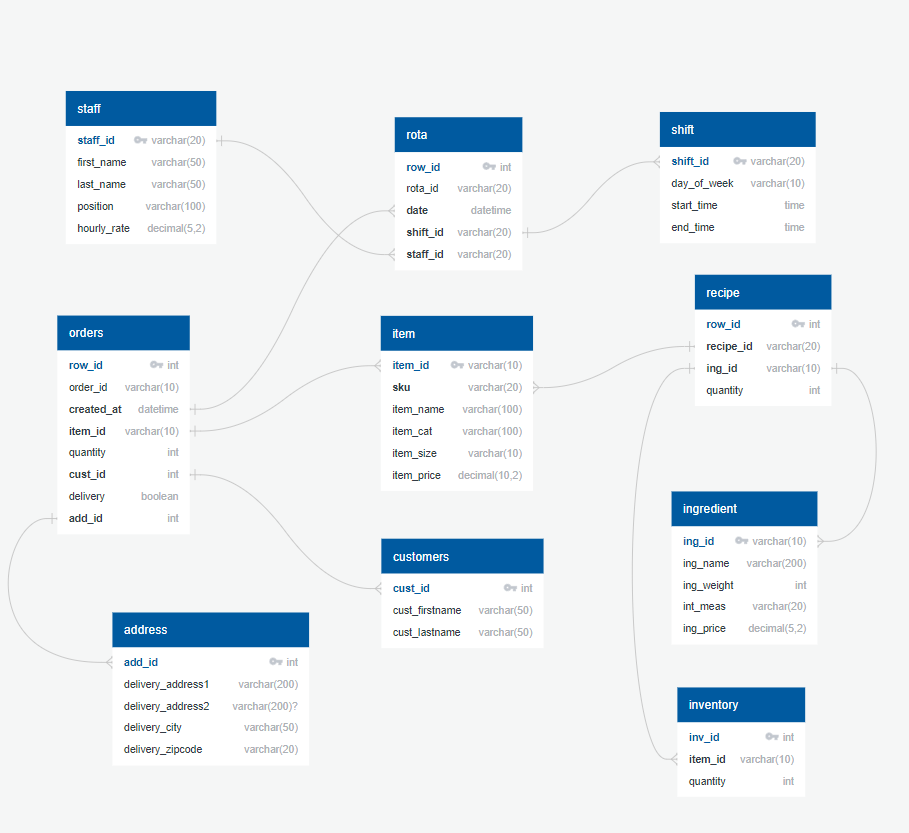 staff
staff_id varchar(20)
first_name varchar(50)
last_name varchar(50)
position varchar(100)
hourly_rate decimal(5,2)
rota
row_id int
rota_id varchar(20)
date datetime
shift_id varchar(20)
staff_id varchar(20)
shift
shift_id varchar(20)
day_of_week varchar(10)
start_time time
end_time time
orders
row_id int
order_id varchar(10)
created_at datetime
item_id varchar(10)
quantity int
cust_id int
delivery boolean
add_id int
item
item_id varchar(10)
sku varchar(20)
item_name varchar(100)
item_cat varchar(100)
item_size varchar(10)
item_price decimal(10,2)
recipe
row_id int
recipe_id varchar(20)
ing_id varchar(10)
quantity int
customers
cust_id int
cust_firstname varchar(50)
cust_lastname varchar(50)
ingredient
ing_id varchar(10)
ing_name varchar(200)
ing_weight int
int_meas varchar(20)
ing_price decimal(5,2)
address
add_id int
delivery_address1 varchar(200)
delivery_address2 varchar(200)?
delivery_city varchar(50)
delivery_zipcode varchar(20)
inventory
inv_id int
item_id varchar(10)
quantity int